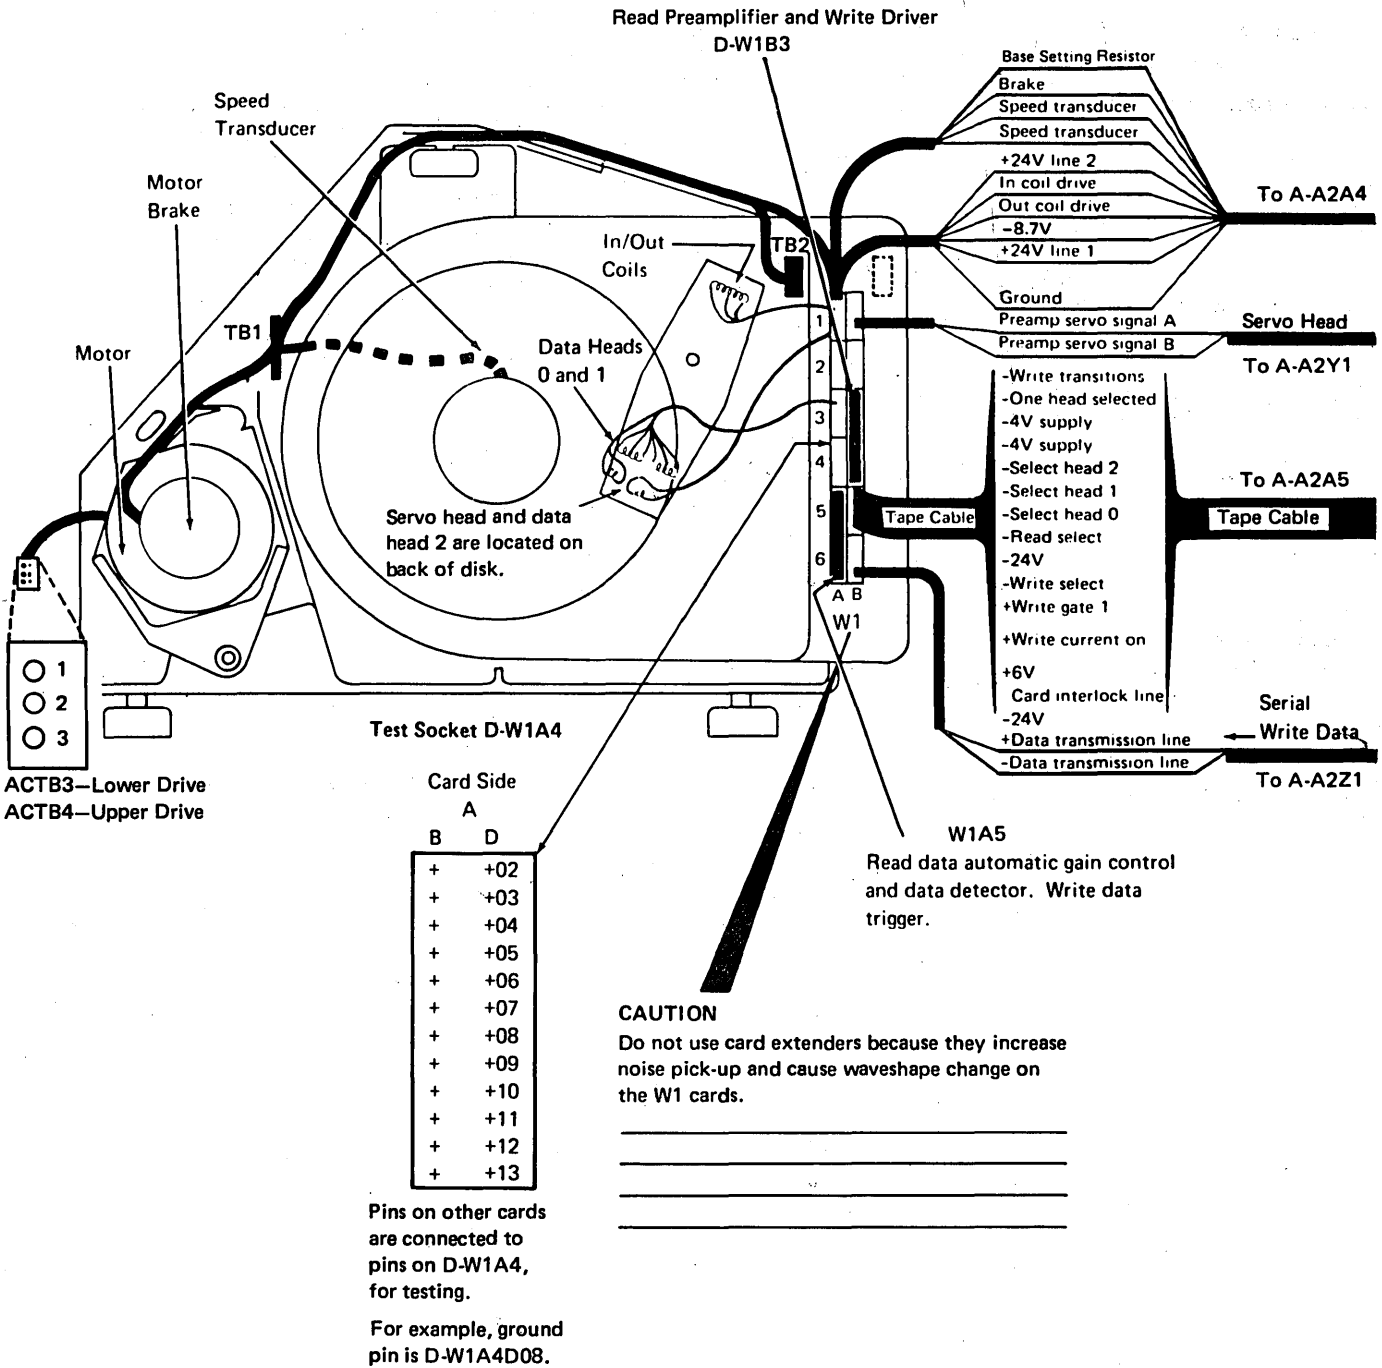 Read Preamplifier and Write Driver
D-W1B3
Base Setting Resistor
Brake
Speed transducer
Speed transducer
+24V line 2
In coil drive
Out coil drive
-8.7V
+24V line 1
Ground
To A-A2A4
Preamp servo signal A
Preamp servo signal B
Servo Head
To A-A2Y1
-Write transitions
-One head selected
-4V supply
-4V supply
-Select head 2
-Select head 1
-Select head 0
-Read select
-24V
-Write select
+Write gate 1
+Write current on
+6V
Card interlock line
-24V
+Data transmission line
-Data transmission line
To A-A2A5
Tape Cable
Tape Cable
Serial
Write Data
To A-A2Z1
Speed
Transducer
Motor
Brake
Motor
TB1
TB2
In/Out
Coils
Data Heads
0 and 1
Servo head and data
head 2 are located on
back of disk.
1
2
3
4
5
6
A B
W1
1
2
3
ACTB3—Lower Drive
ACTB4—Upper Drive
Test Socket D-W1A4
Card Side
A
B D
+ +02
+ +03
+ +04
+ +05
+ +06
+ +07
+ +08
+ +09
+ +10
+ +11
+ +12
+ +13
Pins on other cards
are connected to
pins on D-W1A4,
for testing.
For example, ground
pin is D-W1A4D08.
W1A5
Read data automatic gain control
and data detector. Write data
trigger.
CAUTION
Do not use card extenders because they increase
noise pick-up and cause waveshape change on
the W1 cards.